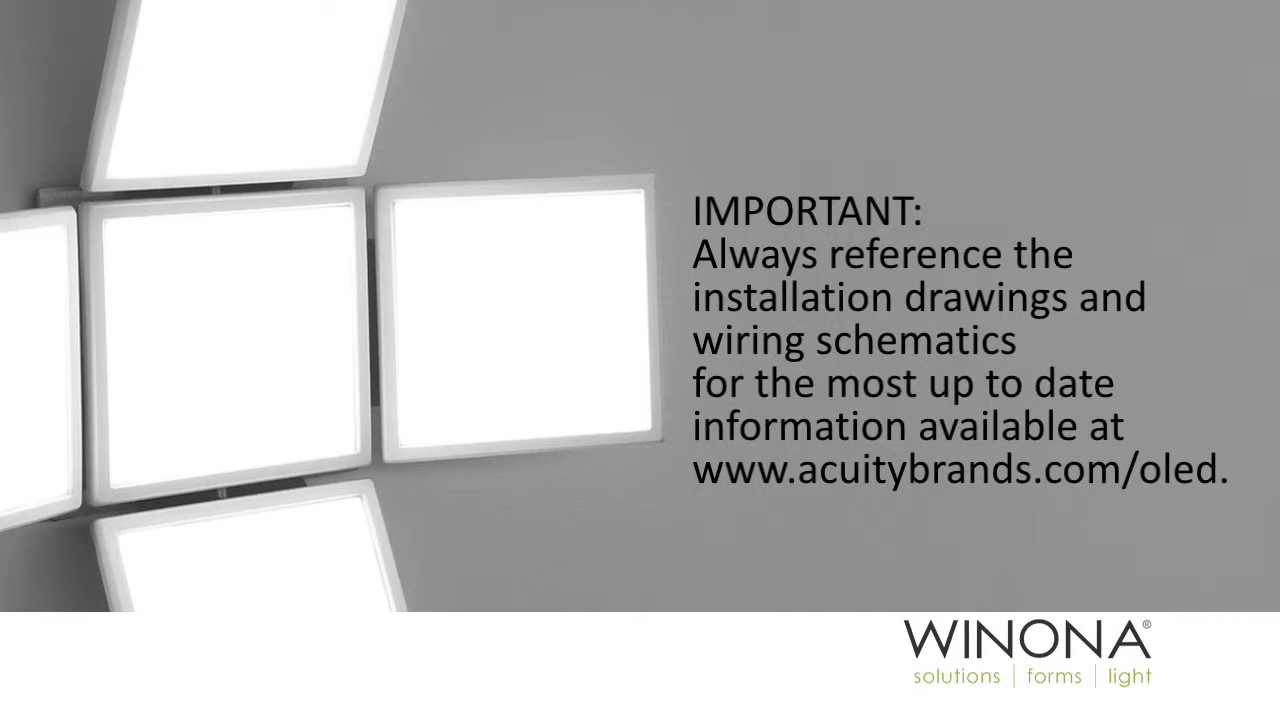 IMPORTANT:
Always reference the
installation drawings and
wiring schematics
for the most up to date
information available at
www.acuitybrands.com/oled.
WINONA®
solutions | forms | light